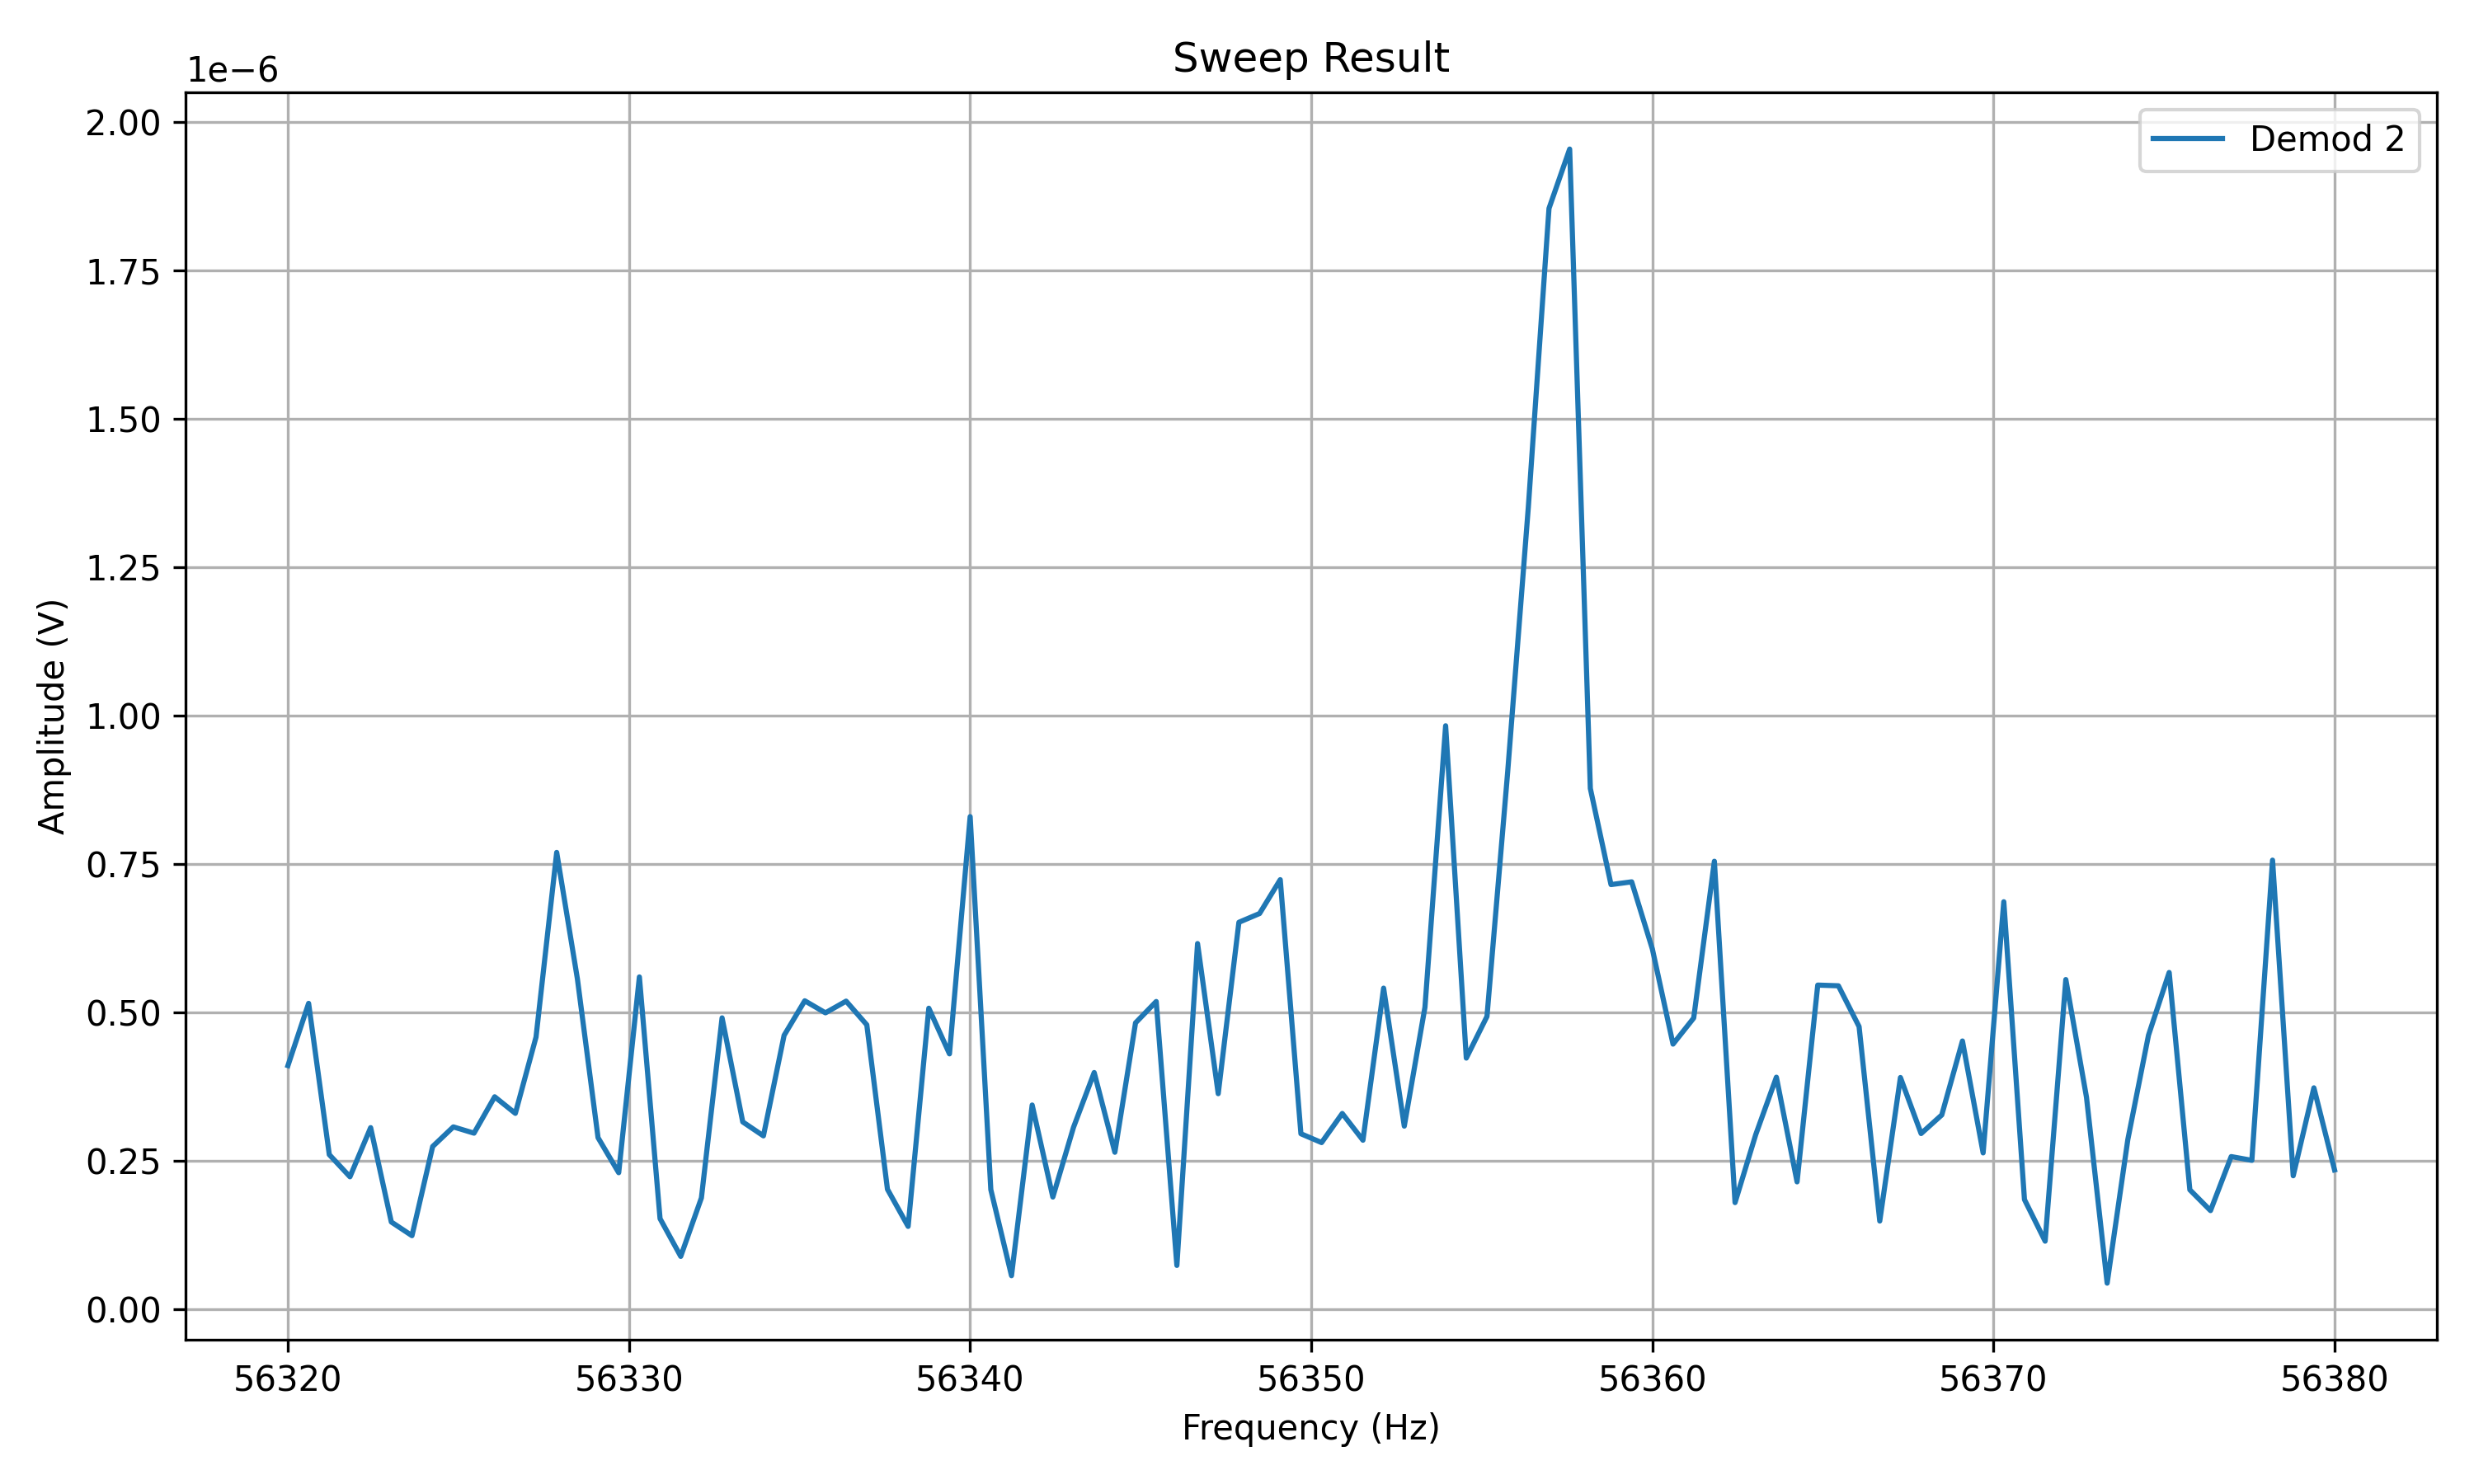 Sweep Result
1e−6
Demod 2
2.00
1.75
1.50
1.25
1.00
0.75
0.50
0.25
0.00
Amplitude (V)
56320 56330 56340 56350 56360 56370 56380
Frequency (Hz)